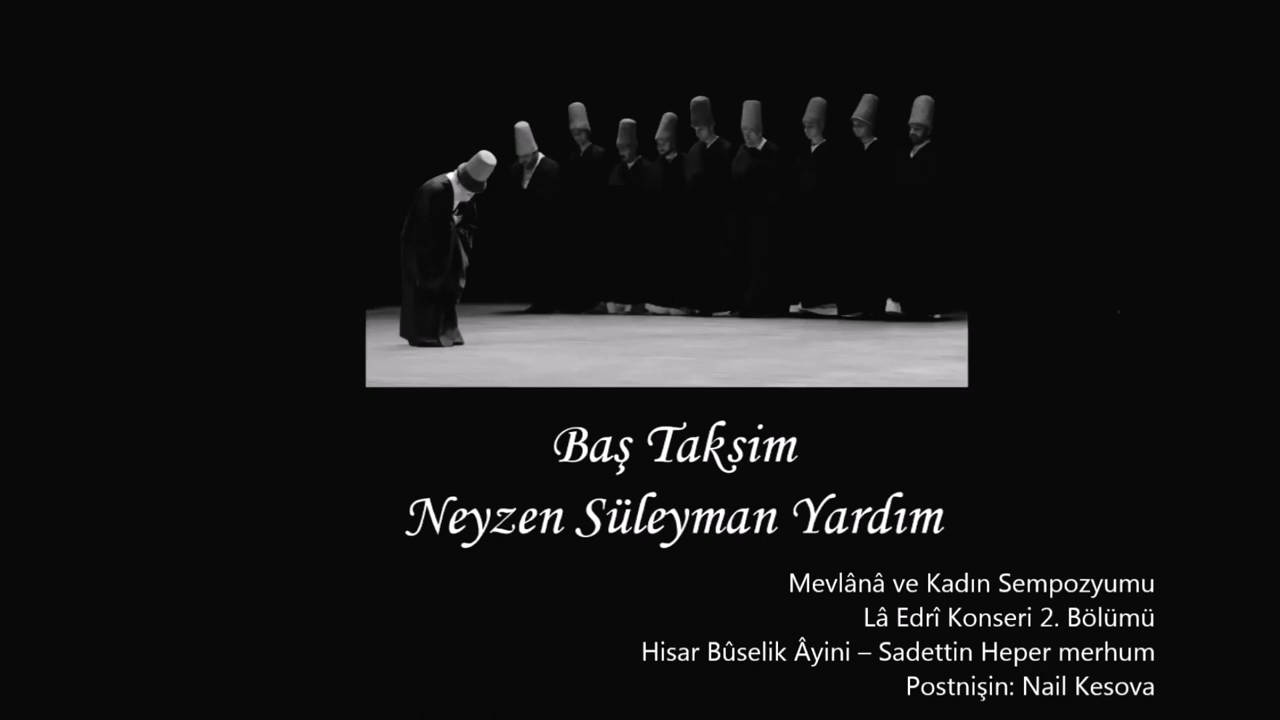 Baş Taksim
Neyzen Süleyman Yardım
Mevlânâ ve Kadın Sempozyumu
Lâ Edrî Konseri 2. Bölümü
Hisar Bûselik Âyini – Sadettin Heper merhum
Postnişin: Nail Kesova